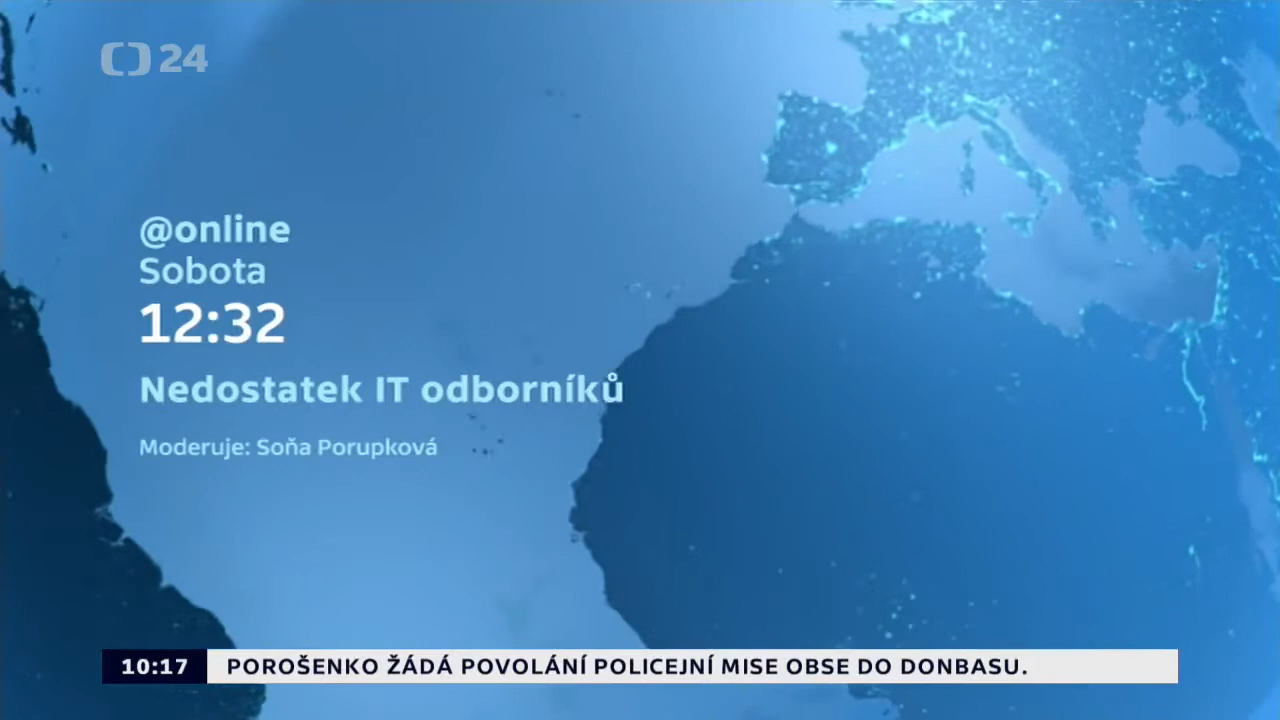 24
@online
Sobota
12:32
Nedostatek IT odborníků
Moderuje: Soňa Porupková
10:17 POROŠENKO ŽÁDÁ POVOLÁNÍ POLICEJNÍ MISE OBSE DO DONBASU.